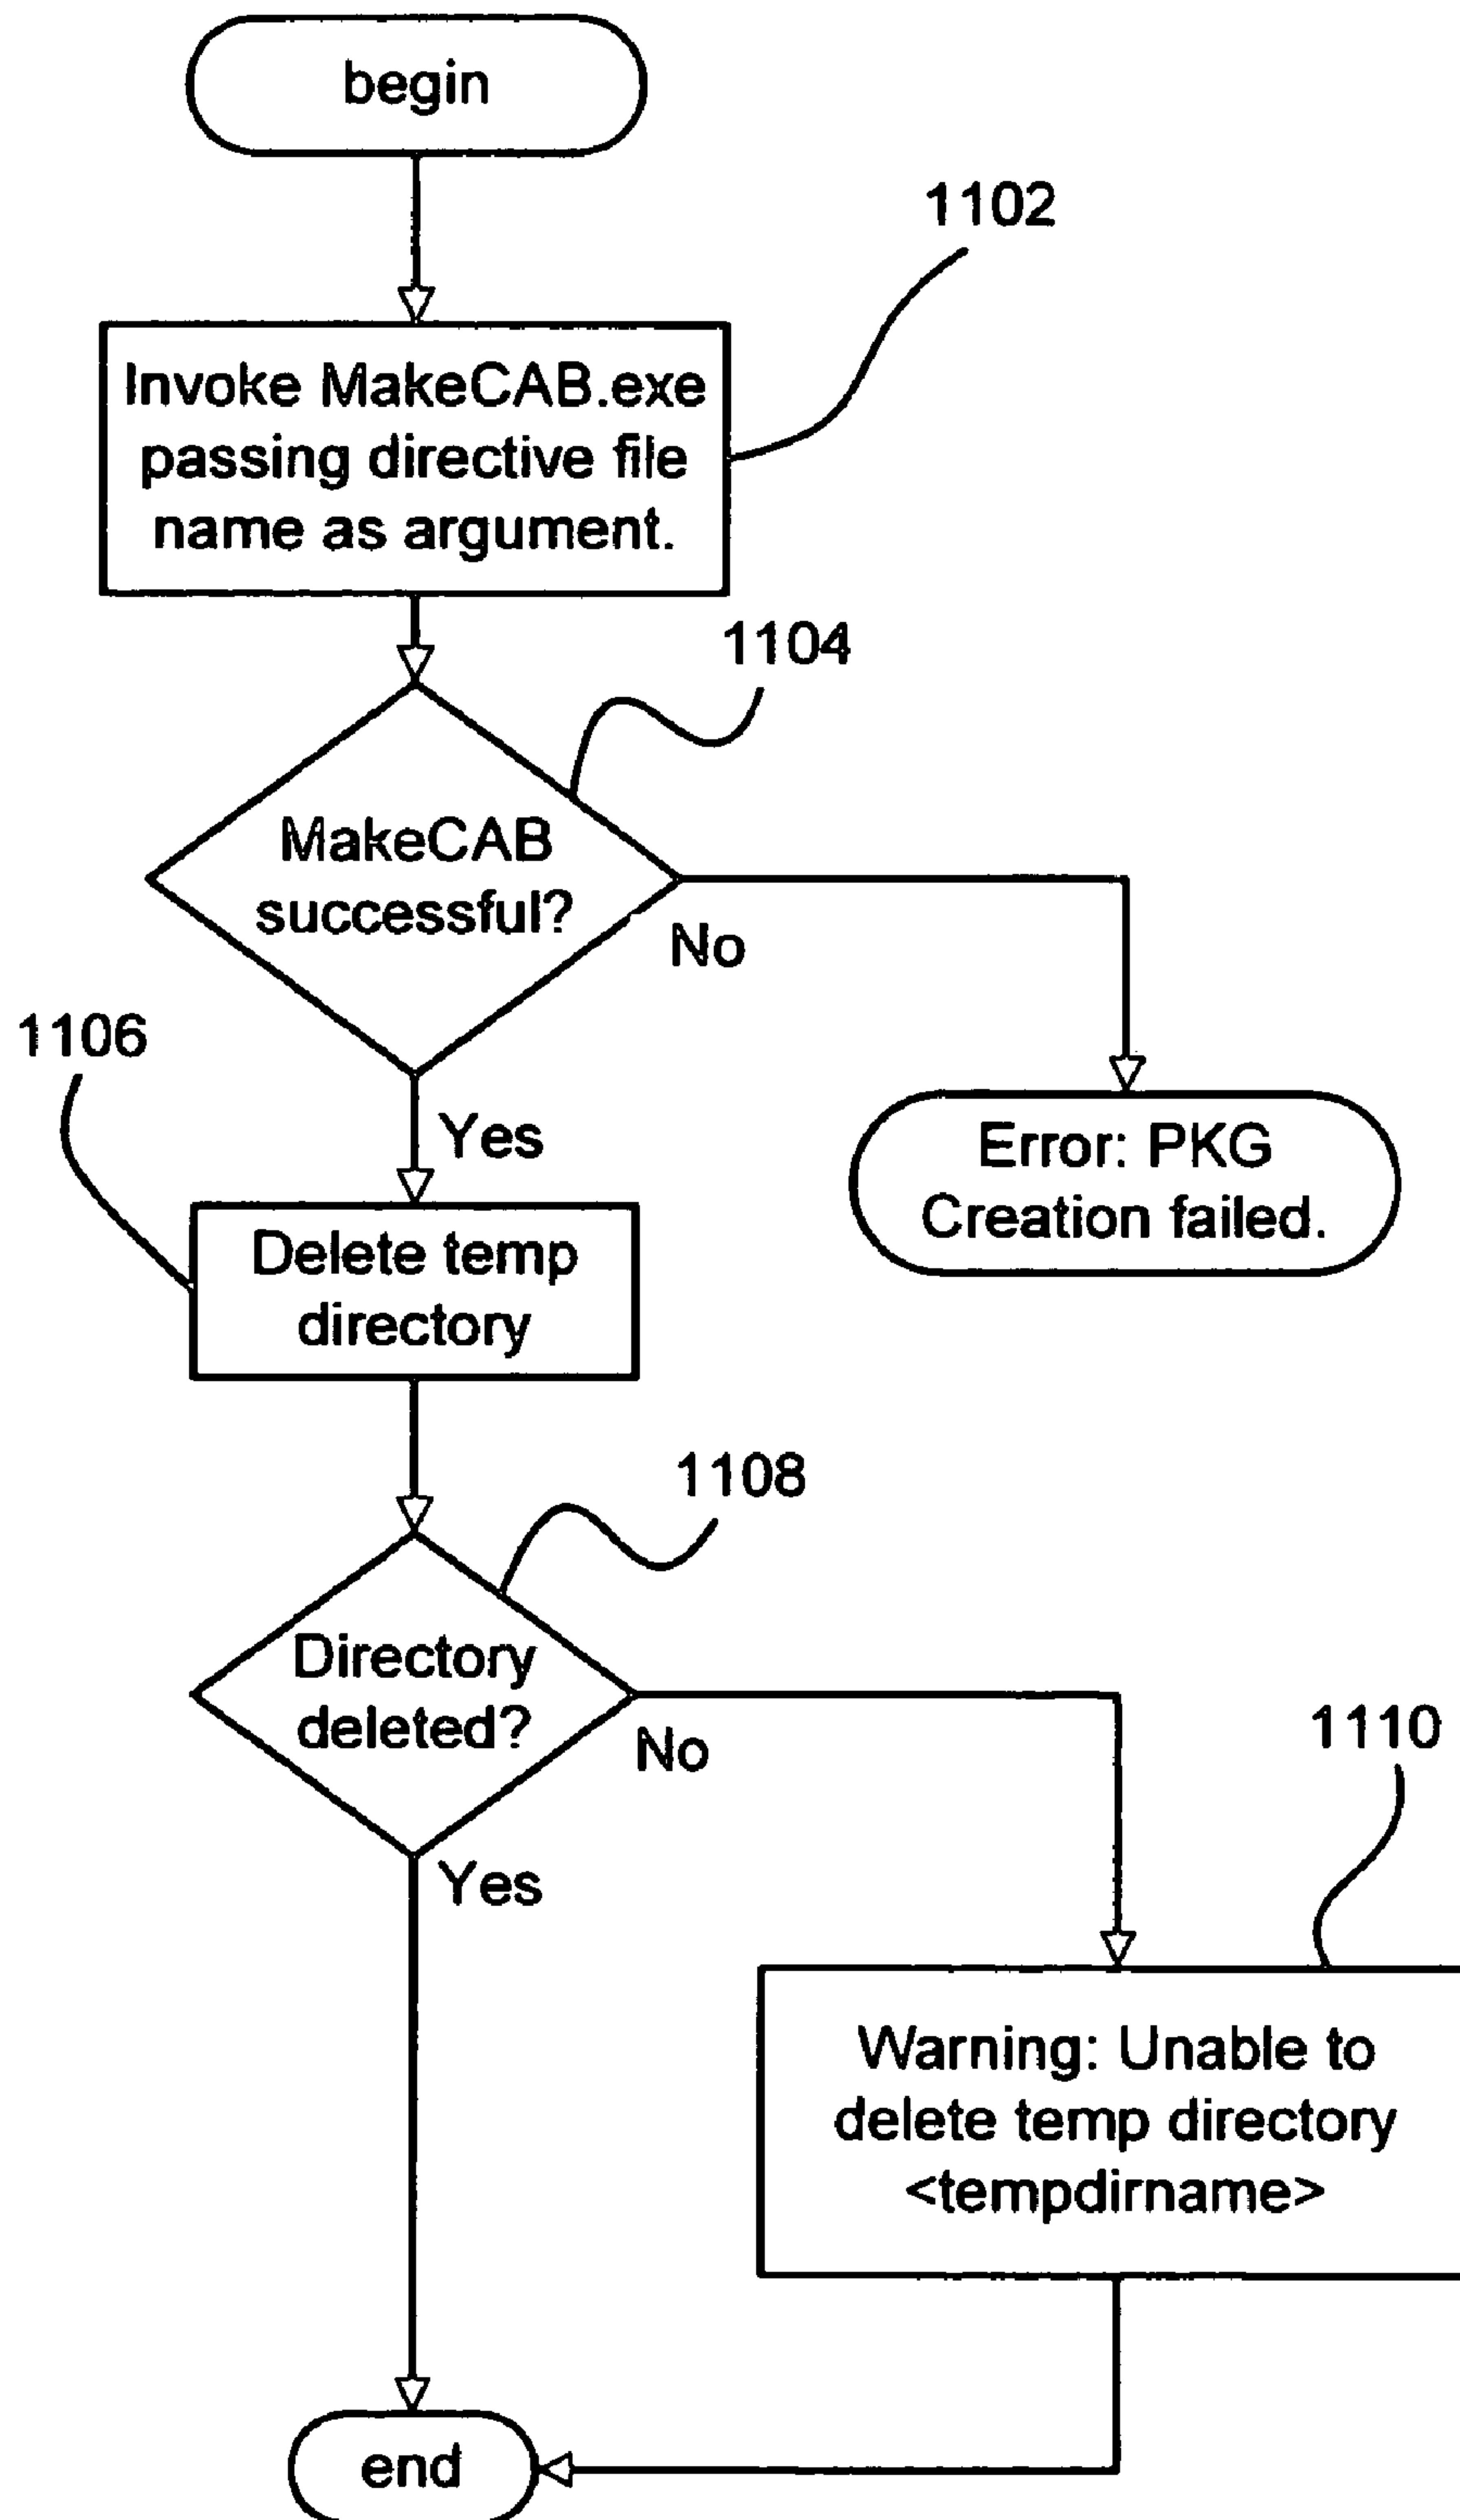 begin
1102
Invoke MakeCAB.exe
passing directive file
name as argument.
1104
MakeCAB
successful?
No
1106
Yes
Error: PKG
Creation failed.
Delete temp
directory
1108
Directory
deleted?
No
1110
Yes
Warning: Unable to
delete temp directory
<tempdirname>
end